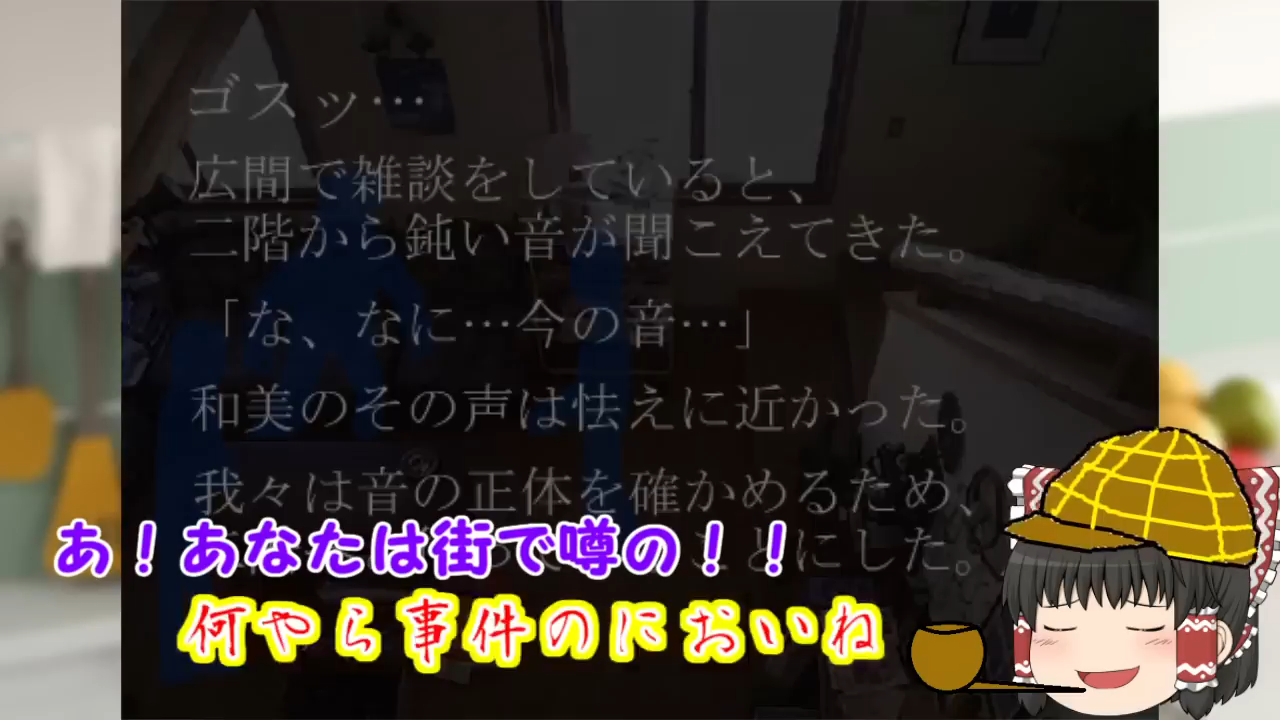 ゴスッ…
広間で雑談をしていると、
二階から鈍い音が聞こえてきた。
「な、なに…今の音…」
和美のその声は怯えに近かった。
我々は音の正体を確かめるため、
ことにした。
あ！あなたは街で噂の！！
何やら事件のにおいね